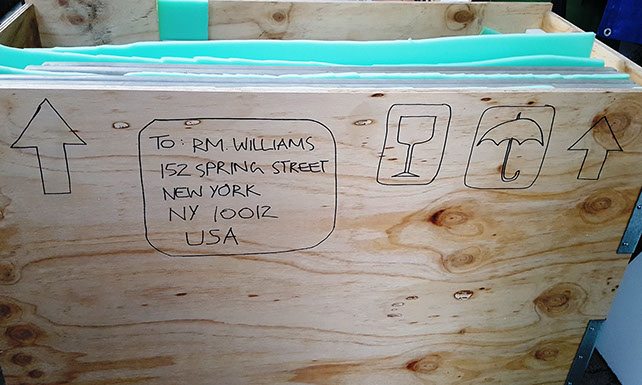 TO: RM. WILLIAMS
152 SPRING STREET
NEW YORK
NY 10012
USA